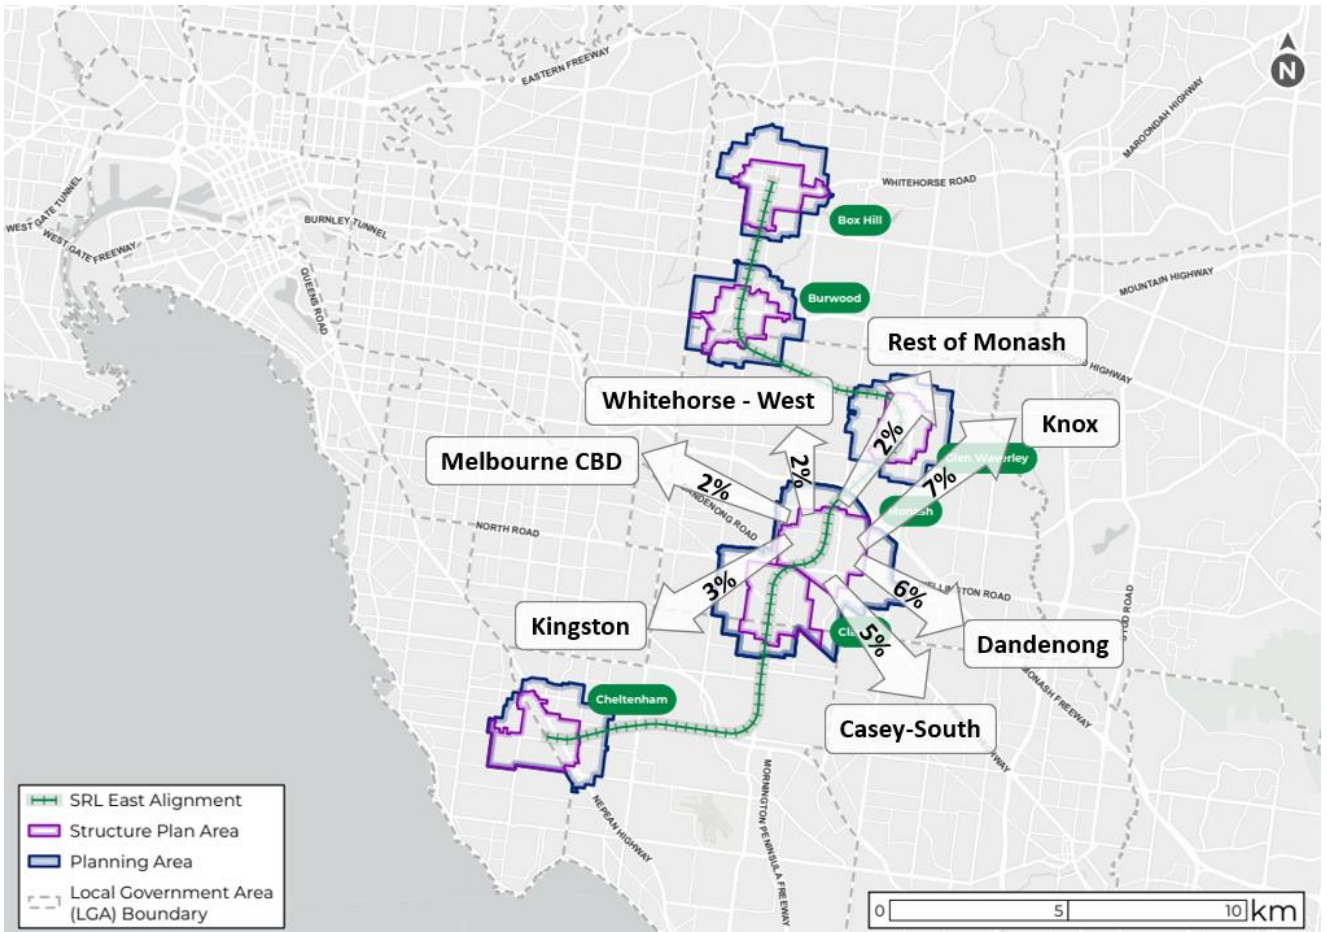 N
EASTERN FREEWAY
MAROONDAH HIGHWAY
WHITEHORSE ROAD
WEST GATE TUNNEL
WEST GATE FREEWAY
BURNLEY TUNNEL
QUEENS ROAD
Box Hill
MOUNTAIN HIGHWAY
Burwood
Rest of Monash
HIGHWAY
Whitehorse - West
2%
Knox
Melbourne CBD
2%
2%
7%
Glen Waverley
DANDENONG ROAD
Monash
NORTH ROAD
3%
6%
WELLINGTON ROAD
STUD ROAD
Kingston
5%
Dandenong
MONASH FREEWAY
Cheltenham
Casey-South
HIGHWAY
MORNINGTON PENINSULA FREEWAY
NEPEAN HIGHWAY
SRL East Alignment
Structure Plan Area
Planning Area
Local Government Area
(LGA) Boundary
0 5 10 km